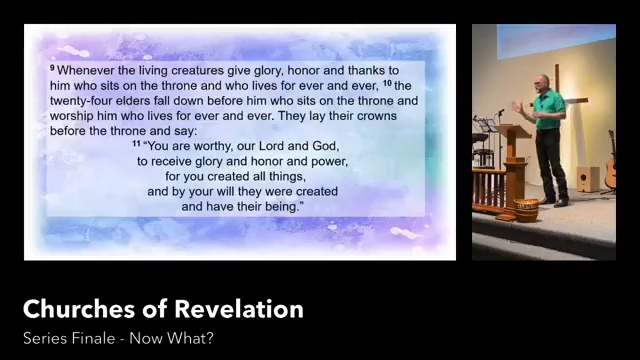 ⁹ Whenever the living creatures give glory, honor and thanks to
him who sits on the throne and who lives for ever and ever, ¹⁰ the
twenty-four elders fall down before him who sits on the throne and
worship him who lives for ever and ever. They lay their crowns
before the throne and say:
¹¹ “You are worthy, our Lord and God,
to receive glory and honor and power,
for you created all things,
and by your will they were created
and have their being.”
Churches of Revelation
Series Finale - Now What?